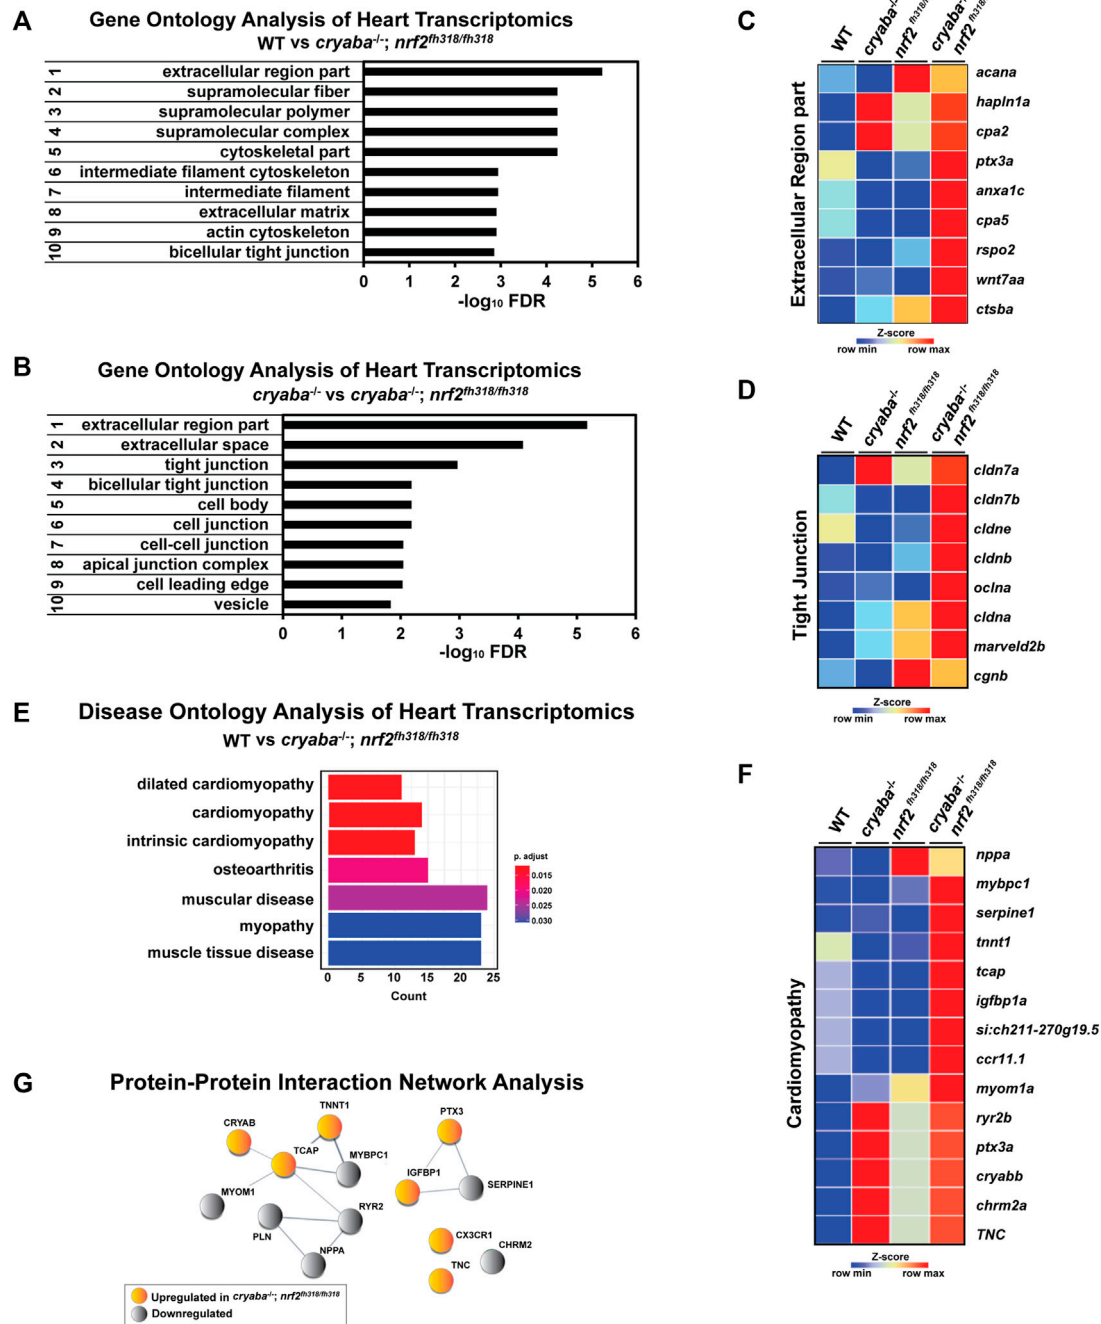 A
Gene Ontology Analysis of Heart Transcriptomics
WT vs cryaba-/-; nrf2fh318/fh318
1 extracellular region part
2 supramolecular fiber
3 supramolecular polymer
4 supramolecular complex
5 cytoskeletal part
6 intermediate filament cytoskeleton
7 intermediate filament
8 extracellular matrix
9 actin cytoskeleton
10 bicellular tight junction
0 1 2 3 4 5 6
-log10 FDR
B
Gene Ontology Analysis of Heart Transcriptomics
cryaba-/- vs cryaba-/-; nrf2fh318/fh318
1 extracellular region part
2 extracellular space
3 tight junction
4 bicellular tight junction
5 cell body
6 cell junction
7 cell-cell junction
8 apical junction complex
9 cell leading edge
10 vesicle
0 1 2 3 4 5 6
-log10 FDR
C
WT
cryaba-/-
nrf2fh318/fh318
cryaba-/-
nrf2fh318/fh318
Extracellular Region part
acana
hapln1a
cpa2
ptx3a
anxa1c
cpa5
rspo2
wnt7aa
ctsba
Z-score
row min row max
D
WT
cryaba-/-
nrf2fh318/fh318
cryaba-/-
nrf2fh318/fh318
Tight Junction
cldn7a
cldn7b
cldne
cldnb
oclna
cldna
marveld2b
cgnb
Z-score
row min row max
E
Disease Ontology Analysis of Heart Transcriptomics
WT vs cryaba-/-; nrf2fh318/fh318
dilated cardiomyopathy
cardiomyopathy
intrinsic cardiomyopathy
osteoarthritis
muscular disease
myopathy
muscle tissue disease
0 5 10 15 20 25
Count
p. adjust
0.015
0.020
0.025
0.030
F
WT
cryaba-/-
nrf2fh318/fh318
cryaba-/-
nrf2fh318/fh318
Cardiomyopathy
nppa
mybpc1
serpine1
tnnt1
tcap
igfbp1a
si:ch211-270g19.5
ccr11.1
myom1a
ryr2b
ptx3a
cryabb
chrm2a
TNC
Z-score
row min row max
G
Protein-Protein Interaction Network Analysis
TNNT1
CRYAB
TCAP
MYBPC1
MYOM1
RYR2
PLN
NPPA
PTX3
IGFBP1
SERPINE1
CX3CR1
CHRM2
TNC
Upregulated in cryaba-/-; nrf2fh318/fh318
Downregulated